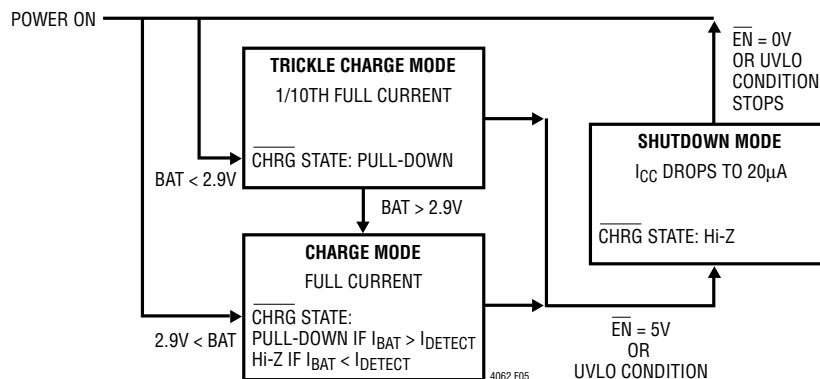 POWER ON
TRICKLE CHARGE MODE
1/10TH FULL CURRENT
CHRG STATE: PULL-DOWN
BAT < 2.9V
BAT > 2.9V
CHARGE MODE
FULL CURRENT
CHRG STATE:
PULL-DOWN IF IBAT > IDETECT
Hi-Z IF IBAT < IDETECT
2.9V < BAT
4062 F05
EN = 0V
OR UVLO
CONDITION
STOPS
SHUTDOWN MODE
ICC DROPS TO 20µA
CHRG STATE: Hi-Z
EN = 5V
OR
UVLO CONDITION